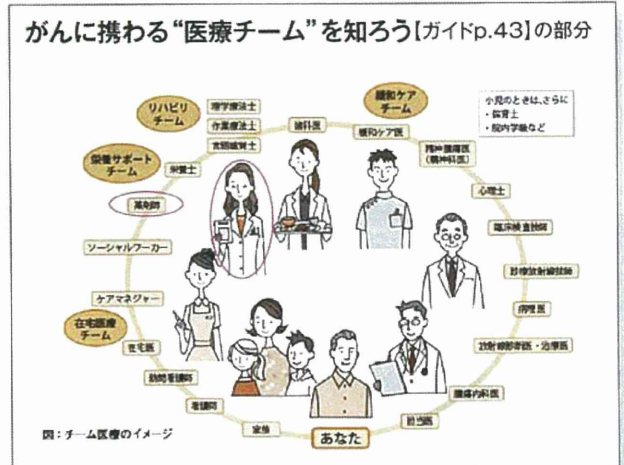 がんに携わる“医療チーム”を知ろう【ガイドp.43】の部分
リハビリ
チーム
理学療法士
作業療法士
言語聴覚士
歯科医
緩和ケア
チーム
緩和ケア医
小児のときは、さらに
・保育士
・院内学級など
精神腫瘍医
(精神科医)
栄養サポート
チーム
栄養士
薬剤師
心理士
臨床検査技師
ソーシャルワーカー
診療放射線技師
ケアマネジャー
病理医
在宅医療
チーム
在宅医
放射線診断医・治療医
訪問看護師
腫瘍内科医
看護師
担当医
家族
あなた
図：チーム医療のイメージ